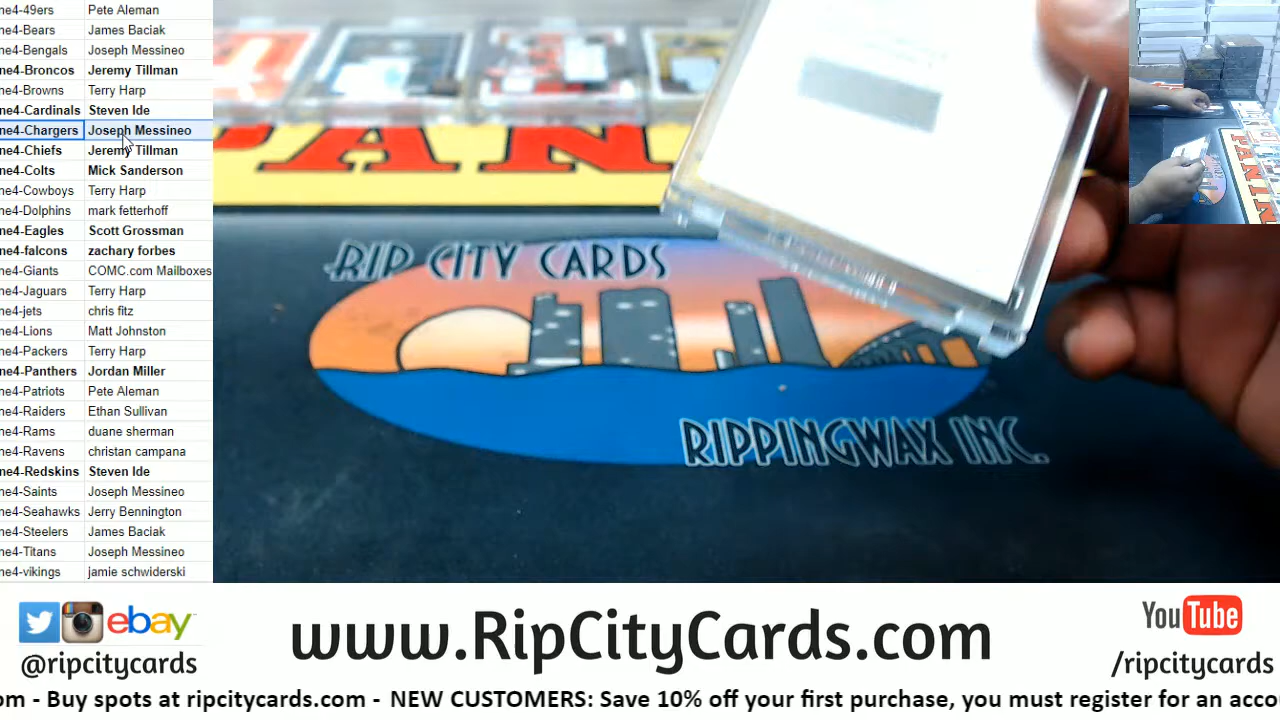 ne4-49ers Pete Aleman
ne4-Bears James Baciak
ne4-Bengals Joseph Messineo
ne4-Broncos Jeremy Tillman
ne4-Browns Terry Harp
ne4-Cardinals Steven Ide
ne4-Chargers Joseph Messineo
ne4-Chiefs Jeremy Tillman
ne4-Colts Mick Sanderson
ne4-Cowboys Terry Harp
ne4-Dolphins mark fetterhoff
ne4-Eagles Scott Grossman
ne4-falcons zachary forbes
ne4-Giants COMC.com Mailboxes
ne4-Jaguars Terry Harp
ne4-jets chris fitz
ne4-Lions Matt Johnston
ne4-Packers Terry Harp
ne4-Panthers Jordan Miller
ne4-Patriots Pete Aleman
ne4-Raiders Ethan Sullivan
ne4-Rams duane sherman
ne4-Ravens christan campana
ne4-Redskins Steven Ide
ne4-Saints Joseph Messineo
ne4-Seahawks Jerry Bennington
ne4-Steelers James Baciak
ne4-Titans Joseph Messineo
ne4-vikings jamie schwiderski
PANIN
RIP CITY CARDS
RIPPINGWAX INC.
PANINI
ebay
@ripcitycards
www.RipCityCards.com
YouTube
/ripcitycards
om - Buy spots at ripcitycards.com - NEW CUSTOMERS: Save 10% off your first purchase, you must register for an acco